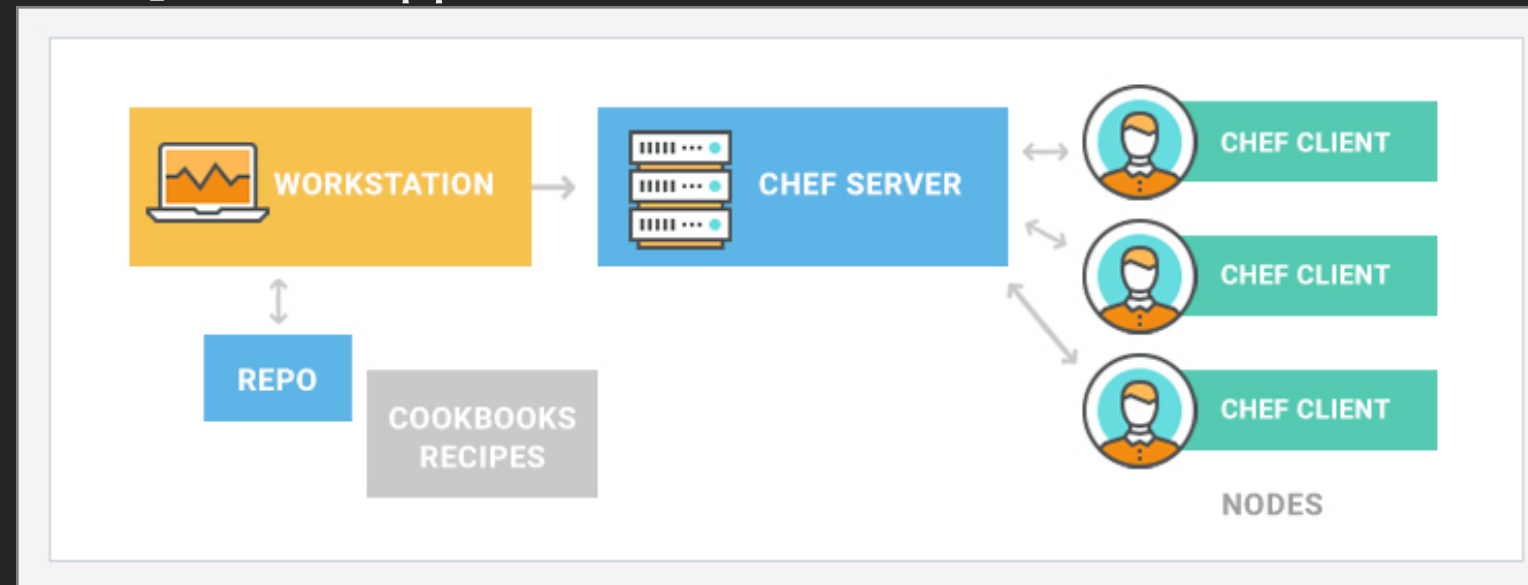 WORKSTATION
CHEF SERVER
CHEF CLIENT
CHEF CLIENT
CHEF CLIENT
REPO
COOKBOOKS
RECIPES
NODES